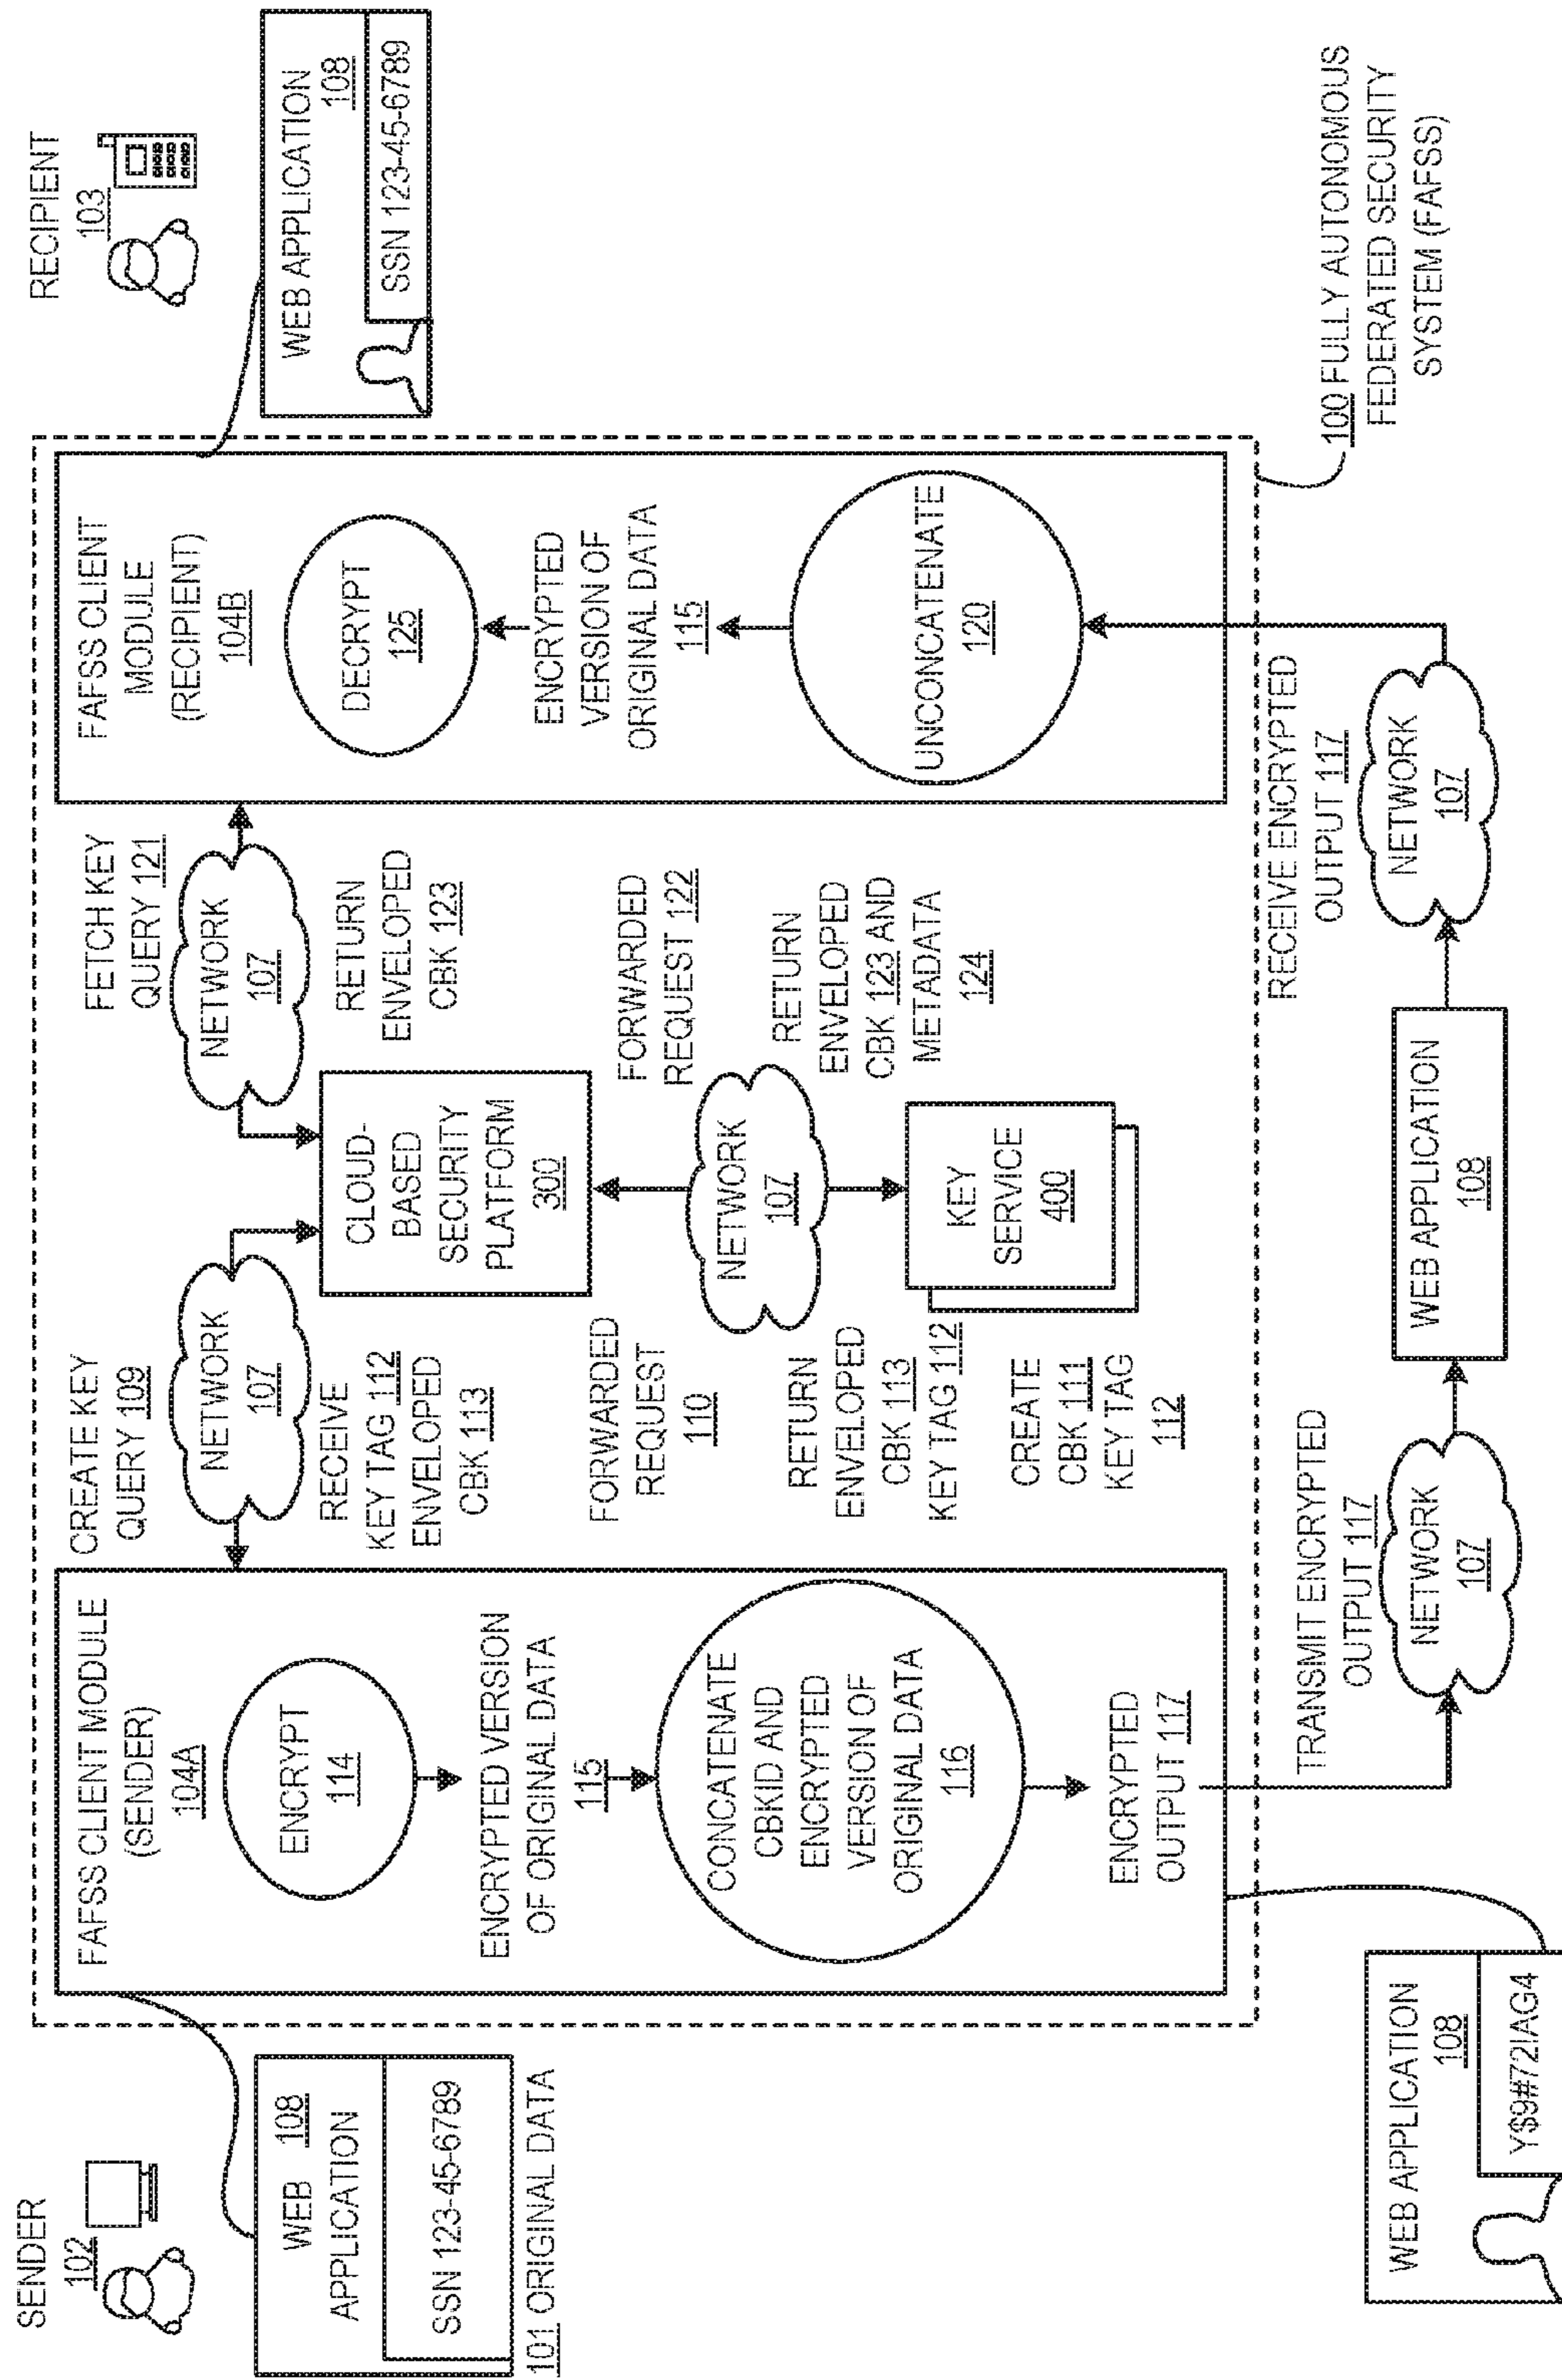 SENDER
102
WEB 108
APPLICATION
SSN 123-45-6789
101 ORIGINAL DATA
FAFSS CLIENT MODULE
(SENDER)
104A
ENCRYPT
114
ENCRYPTED VERSION
OF ORIGINAL DATA
115
CONCATENATE
CBKID AND
ENCRYPTED
VERSION OF
ORIGINAL DATA
116
ENCRYPTED
OUTPUT 117
CREATE KEY
QUERY 109
NETWORK
107
RECEIVE
KEY TAG 112
ENVELOPED
CBK 113
CLOUD-
BASED
SECURITY
PLATFORM
300
FETCH KEY
QUERY 121
NETWORK
107
RETURN
ENVELOPED
CBK 123
FORWARDED
REQUEST
110
RETURN
ENVELOPED
CBK 113
KEY TAG 112
CREATE
CBK 111
KEY TAG
112
NETWORK
107
KEY
SERVICE
400
FORWARDED
REQUEST 122
RETURN
ENVELOPED
CBK 123 AND
METADATA
124
FAFSS CLIENT
MODULE
(RECIPIENT)
104B
DECRYPT
125
ENCRYPTED
VERSION OF
ORIGINAL DATA
115
UNCONCATENATE
120
RECIPIENT
103
WEB APPLICATION
108
SSN 123-45-6789
100 FULLY AUTONOMOUS
FEDERATED SECURITY
SYSTEM (FAFSS)
WEB APPLICATION
108
Y$9#72!AG4
TRANSMIT ENCRYPTED
OUTPUT 117
NETWORK
107
WEB APPLICATION
108
RECEIVE ENCRYPTED
OUTPUT 117
NETWORK
107